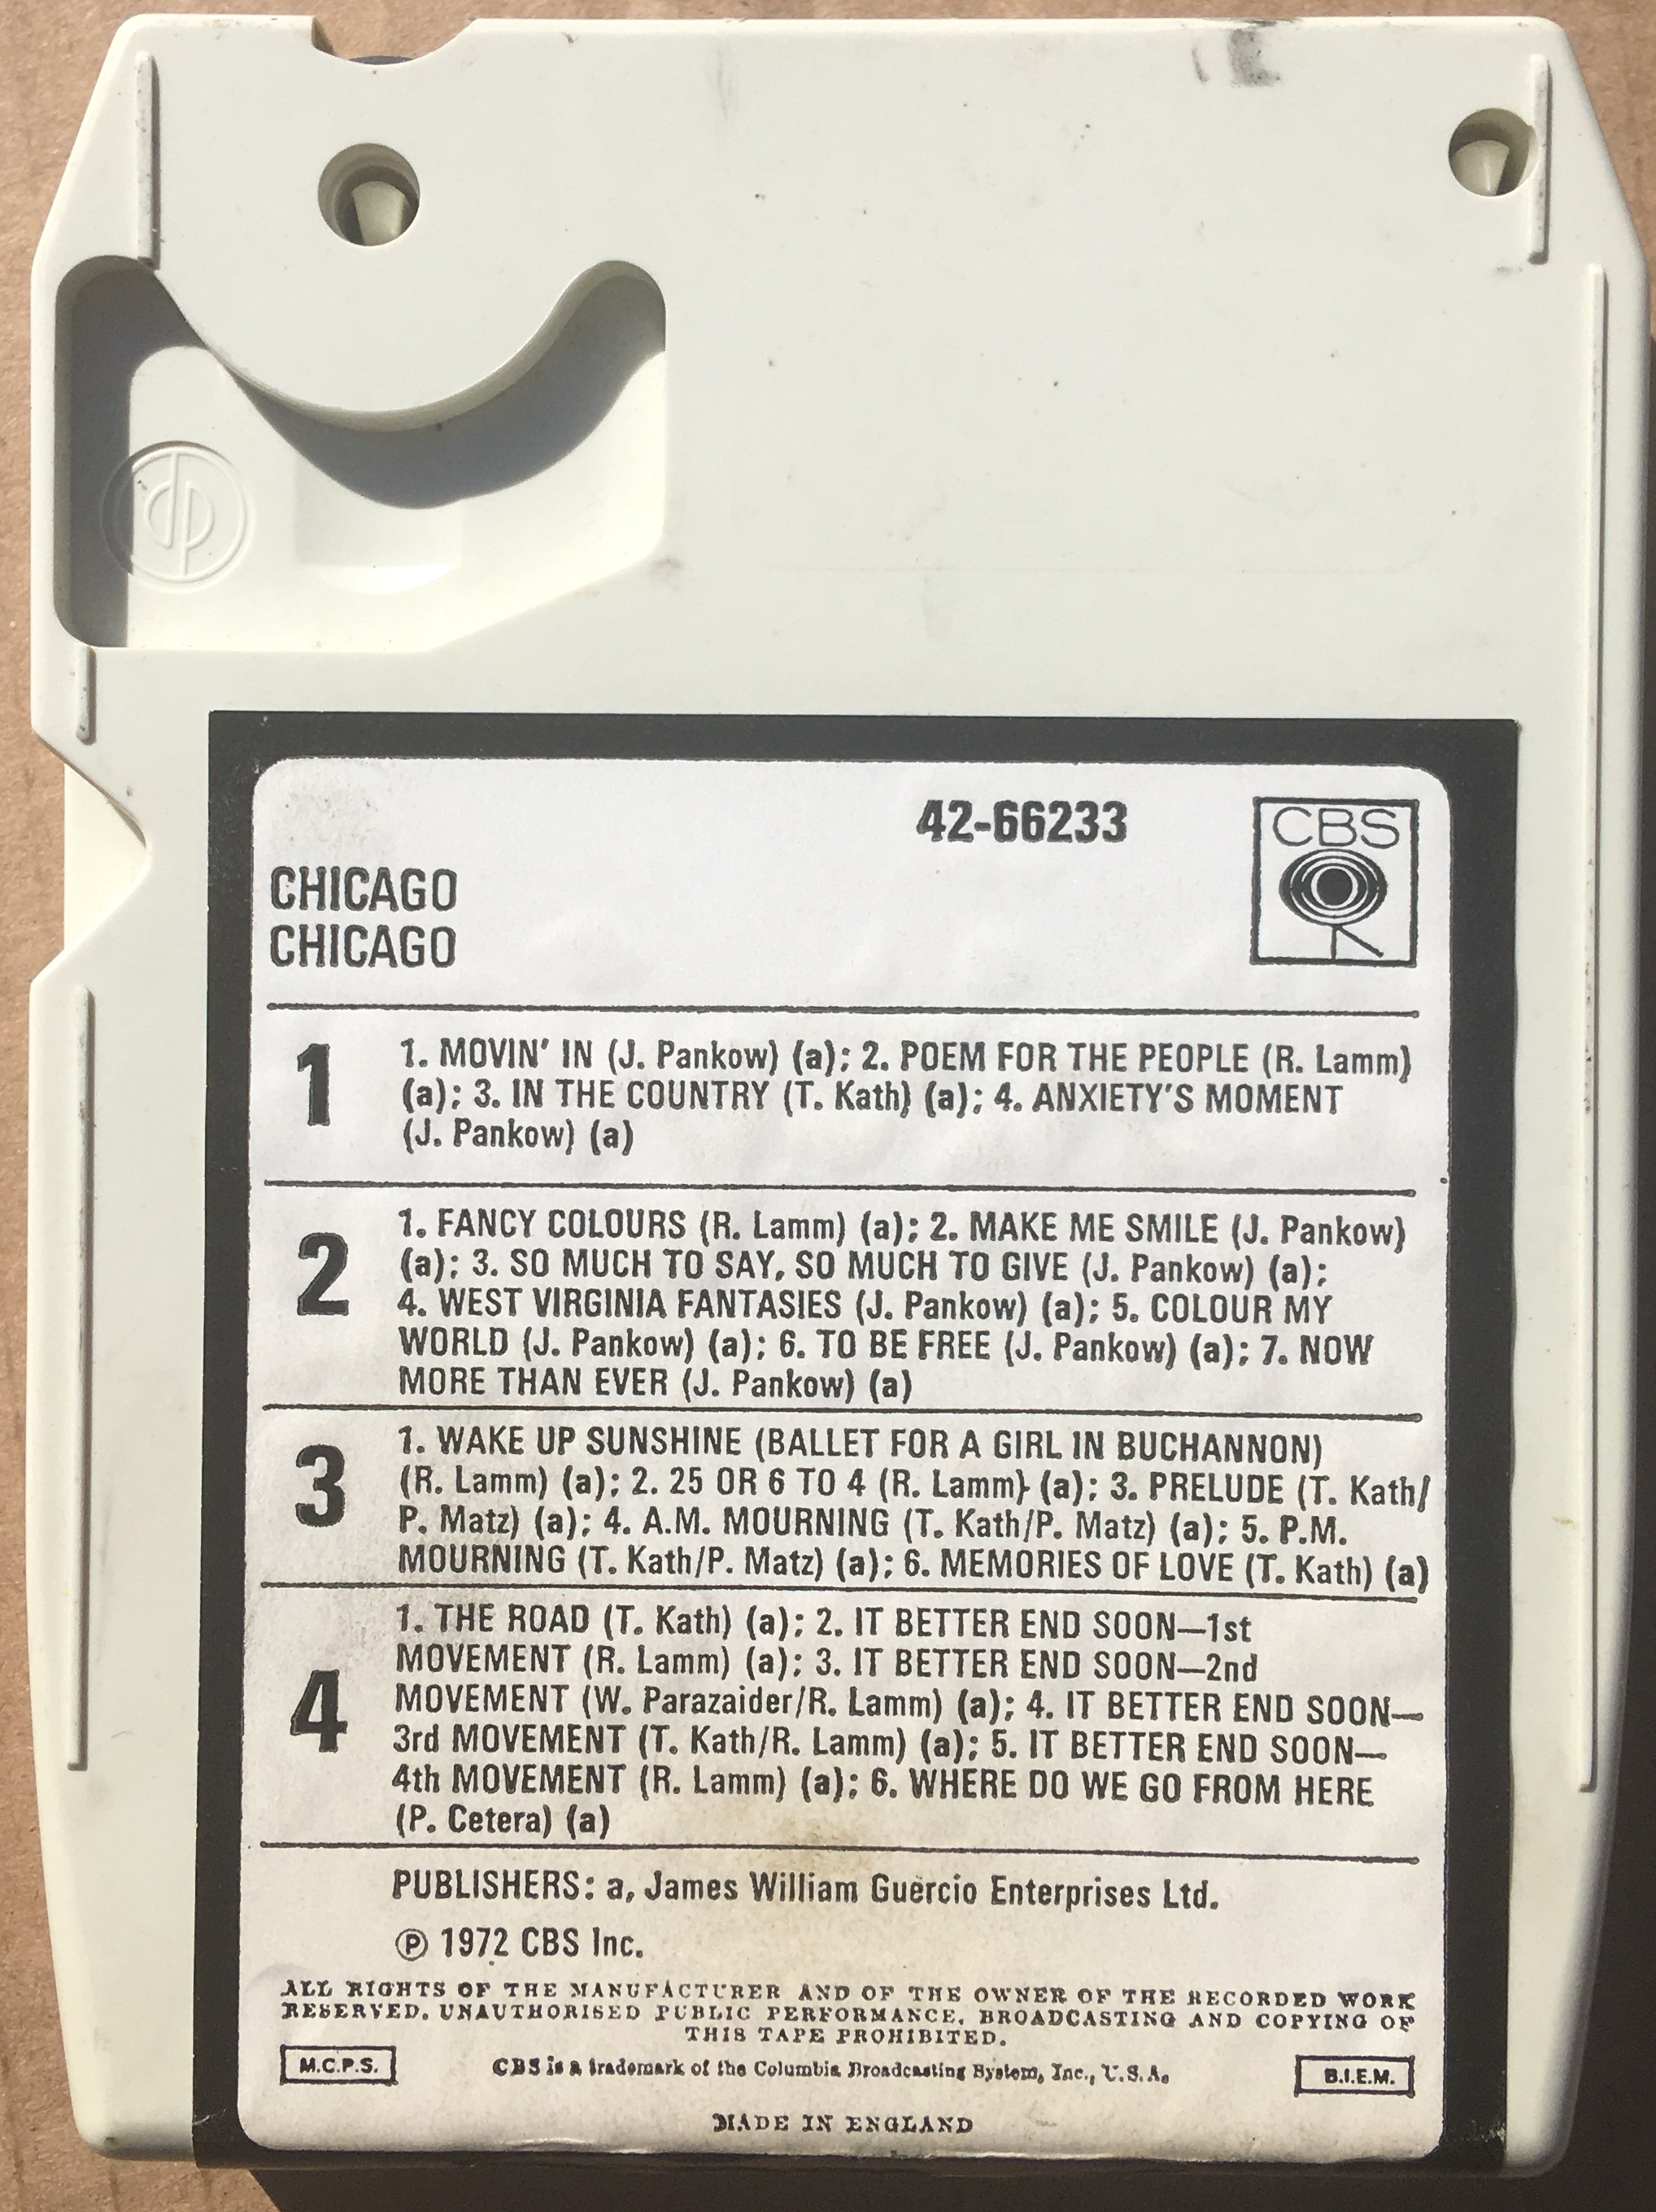 dp
42-66233
CBS
CHICAGO
CHICAGO
1
1. MOVIN' IN (J. Pankow) (a); 2. POEM FOR THE PEOPLE (R. Lamm)
(a); 3. IN THE COUNTRY (T. Kath) (a); 4. ANXIETY'S MOMENT
(J. Pankow) (a)
2
1. FANCY COLOURS (R. Lamm) (a); 2. MAKE ME SMILE (J. Pankow)
(a); 3. SO MUCH TO SAY, SO MUCH TO GIVE (J. Pankow) (a);
4. WEST VIRGINIA FANTASIES (J. Pankow) (a); 5. COLOUR MY
WORLD (J. Pankow) (a); 6. TO BE FREE (J. Pankow) (a); 7. NOW
MORE THAN EVER (J. Pankow) (a)
3
1. WAKE UP SUNSHINE (BALLET FOR A GIRL IN BUCHANNON)
(R. Lamm) (a); 2. 25 OR 6 TO 4 (R. Lamm) (a); 3. PRELUDE (T. Kath/
P. Matz) (a); 4. A.M. MOURNING (T. Kath/P. Matz) (a); 5. P.M.
MOURNING (T. Kath/P. Matz) (a); 6. MEMORIES OF LOVE (T. Kath) (a)
4
1. THE ROAD (T. Kath) (a); 2. IT BETTER END SOON—1st
MOVEMENT (R. Lamm) (a); 3. IT BETTER END SOON—2nd
MOVEMENT (W. Parazaider/R. Lamm) (a); 4. IT BETTER END SOON—
3rd MOVEMENT (T. Kath/R. Lamm) (a); 5. IT BETTER END SOON—
4th MOVEMENT (R. Lamm) (a); 6. WHERE DO WE GO FROM HERE
(P. Cetera) (a)
PUBLISHERS: a, James William Guercio Enterprises Ltd.
℗ 1972 CBS Inc.
ALL RIGHTS OF THE MANUFACTURER AND OF THE OWNER OF THE RECORDED WORK
RESERVED. UNAUTHORISED PUBLIC PERFORMANCE, BROADCASTING AND COPYING OF
THIS TAPE PROHIBITED.
M.C.P.S.
CBS is a trademark of the Columbia Broadcasting System, Inc., U.S.A.
B.I.E.M.
MADE IN ENGLAND